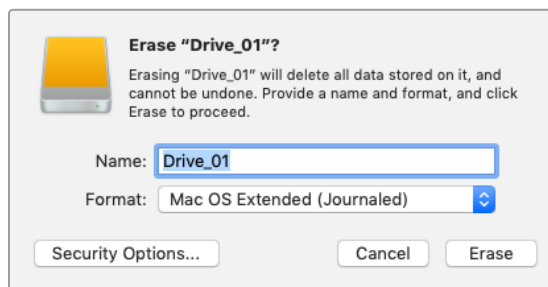 Erase “Drive_01”?
Erasing “Drive_01” will delete all data stored on it, and
cannot be undone. Provide a name and format, and click
Erase to proceed.
Name: Drive_01
Format: Mac OS Extended (Journaled)
Security Options... Cancel Erase